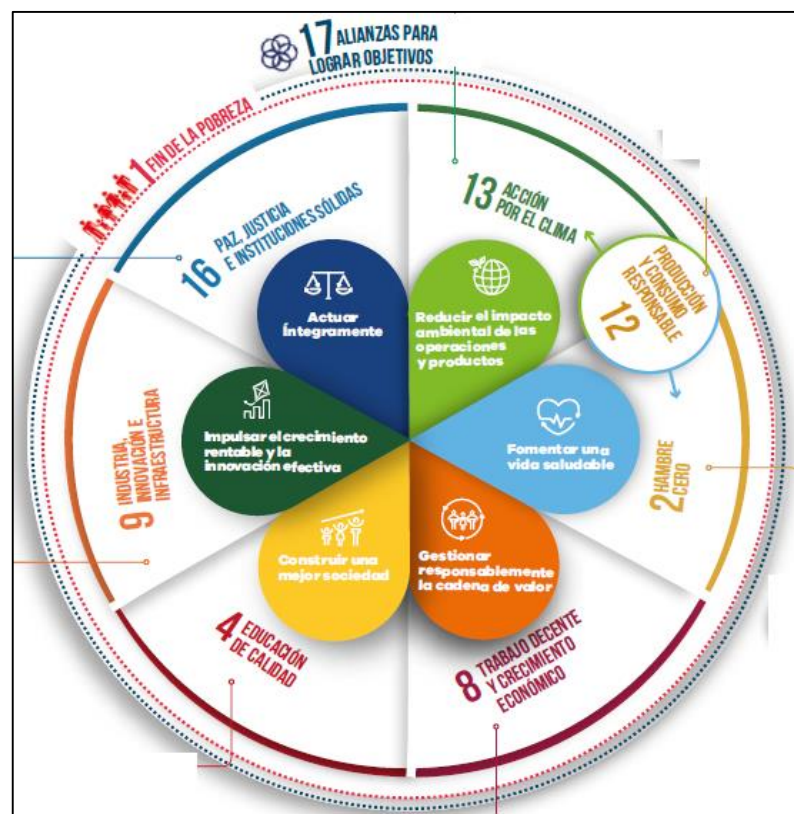 17 ALIANZAS PARA
LOGRAR OBJETIVOS
1 FIN DE LA POBREZA
16 PAZ, JUSTICIA
E INSTITUCIONES SÓLIDAS
13 ACCIÓN
POR EL CLIMA
PRODUCCIÓN
Y CONSUMO
RESPONSABLE
12
Actuar
Íntegramente
Reducir el impacto
ambiental de las
operaciones
y productos
9 INDUSTRIA,
INNOVACIÓN E
INFRAESTRUCTURA
Impulsar el crecimiento
rentable y la
innovación efectiva
Fomentar una
vida saludable
2 HAMBRE
CERO
Construir una
mejor sociedad
Gestionar
responsablemente
la cadena de valor
4 EDUCACIÓN
DE CALIDAD
8 TRABAJO DECENTE
Y CRECIMIENTO
ECONÓMICO